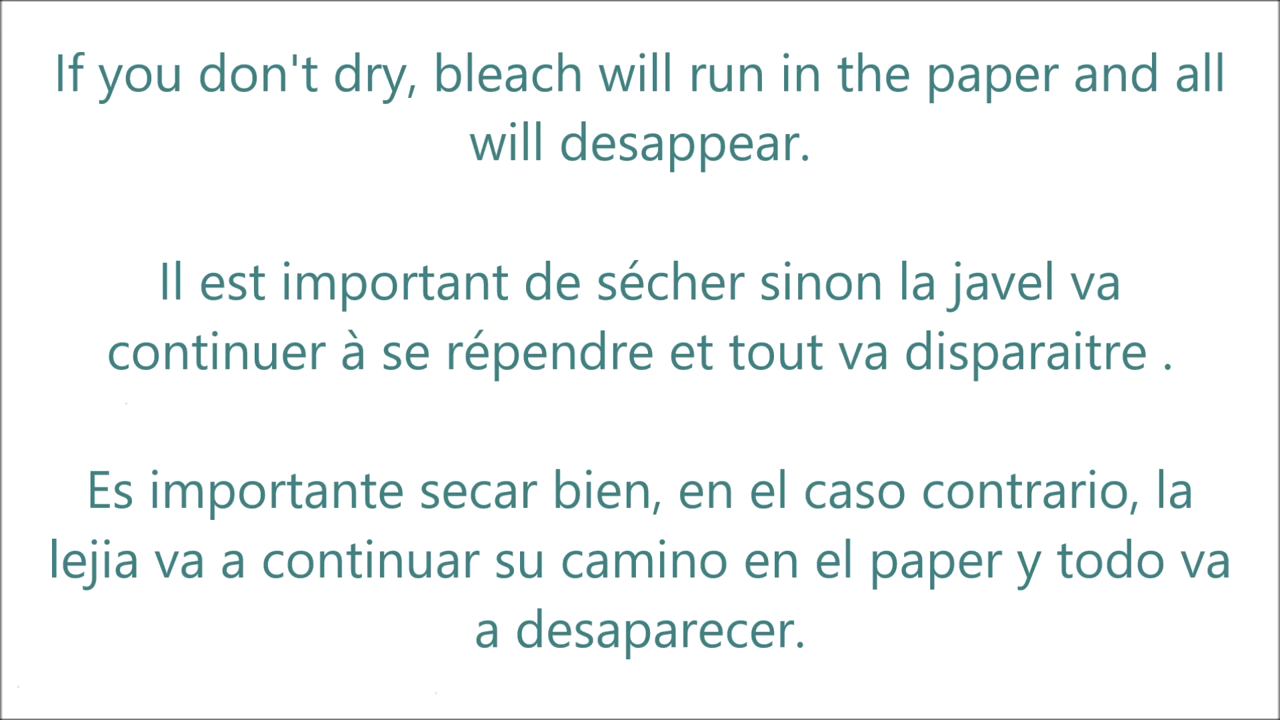 If you don't dry, bleach will run in the paper and all
will desappear.
Il est important de sécher sinon la javel va
continuer à se répendre et tout va disparaitre .
Es importante secar bien, en el caso contrario, la
lejia va a continuar su camino en el paper y todo va
a desaparecer.